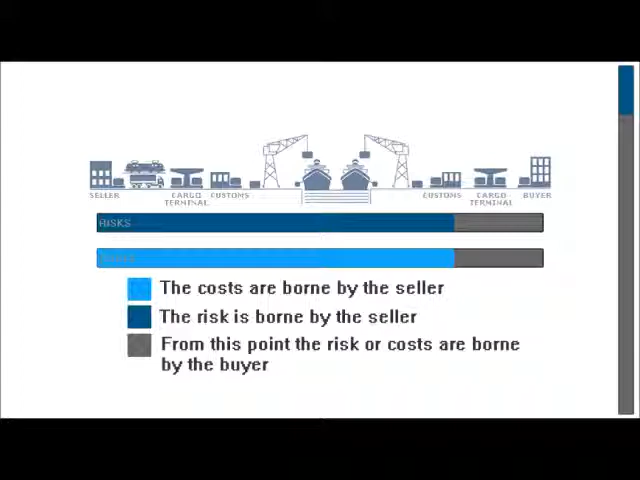 SELLER CARGO CUSTOMS CUSTOMS CARGO BUYER
TERMINAL TERMINAL
RISKS
The costs are borne by the seller
The risk is borne by the seller
From this point the risk or costs are borne
by the buyer